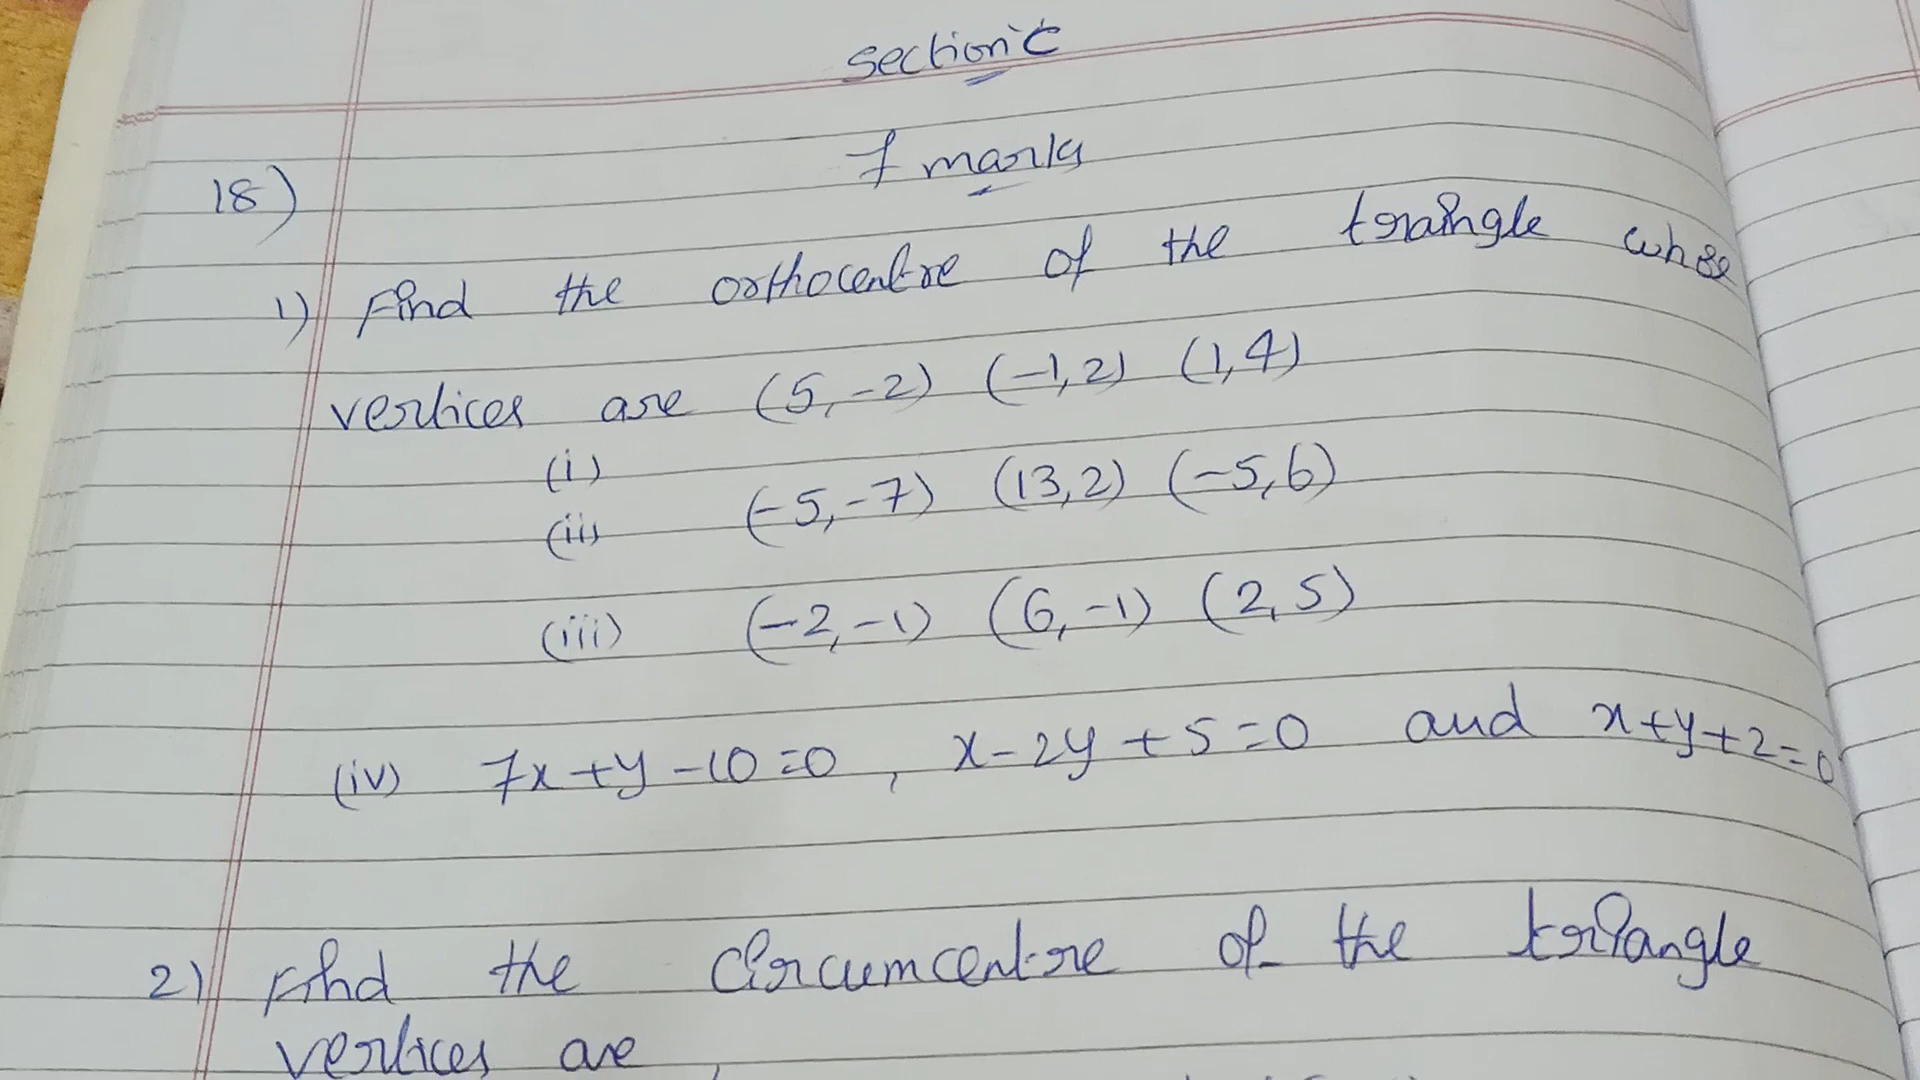 section 'c
7 marks
18)
1) Find the orthocentre of the traingle whose
vertices are (5,-2) (-1,2) (1,4)
(i)
(ii) (-5,-7) (13,2) (-5,6)
(iii) (-2,-1) (6,-1) (2,5)
(iv) 7x+y-10=0, x-2y+5=0 and x+y+2=0
2) Find the circumcentre of the triangle
vertices are